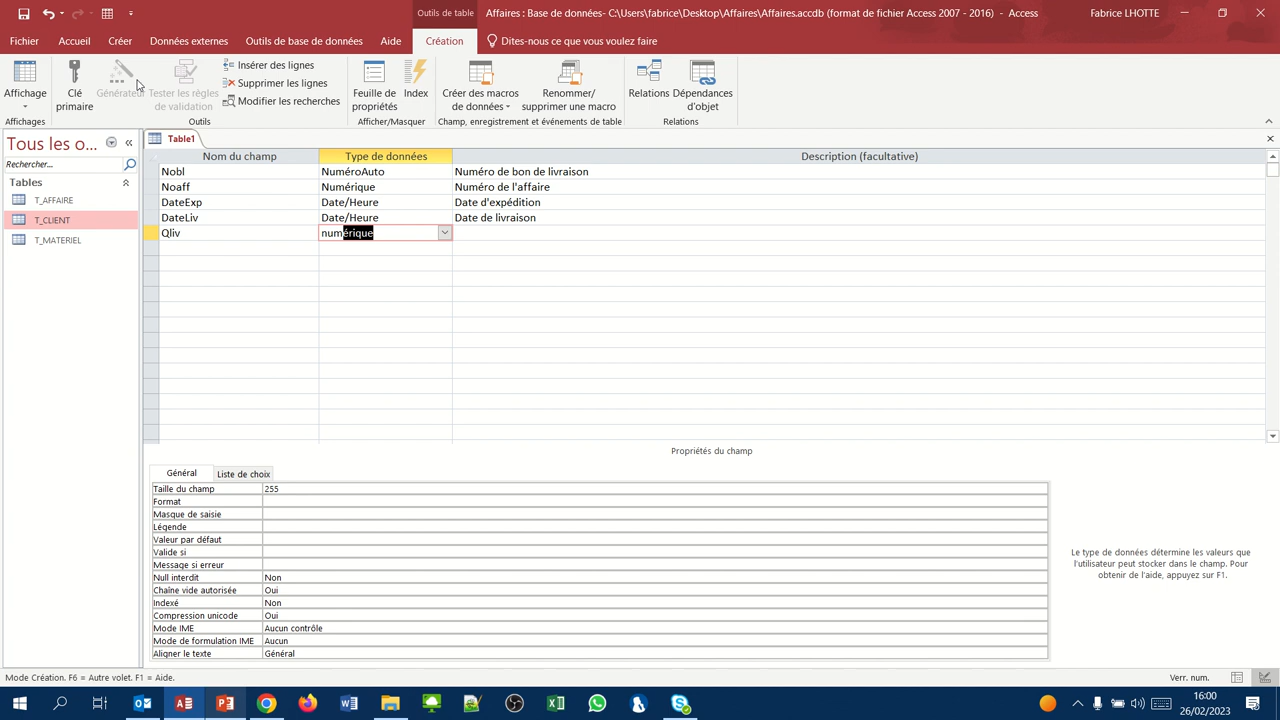 Outils de table
Affaires : Base de données- C:\Users\fabrice\Desktop\Affaires\Affaires.accdb (format de fichier Access 2007 - 2016) - Access
Fabrice LHOTTE
Fichier
Accueil
Créer
Données externes
Outils de base de données
Aide
Création
Dites-nous ce que vous voulez faire
Affichage
Clé
primaire
Générateur
Tester les règles
de validation
Insérer des lignes
Supprimer les lignes
Modifier les recherches
Feuille de
propriétés
Index
Créer des macros
de données
Renommer/
supprimer une macro
Relations
Dépendances
d'objet
Affichages
Outils
Afficher/Masquer
Champ, enregistrement et événements de table
Relations
Tous les o...
Rechercher...
Tables
T_AFFAIRE
T_CLIENT
T_MATERIEL
Table1
Nom du champ
Type de données
Description (facultative)
Nobl
NuméroAuto
Numéro de bon de livraison
Noaff
Numérique
Numéro de l'affaire
DateExp
Date/Heure
Date d'expédition
DateLiv
Date/Heure
Date de livraison
Qliv
numérique
Propriétés du champ
Général
Liste de choix
Taille du champ
255
Format
Masque de saisie
Légende
Valeur par défaut
Valide si
Message si erreur
Null interdit
Non
Chaîne vide autorisée
Oui
Indexé
Non
Compression unicode
Oui
Mode IME
Aucun contrôle
Mode de formulation IME
Aucun
Aligner le texte
Général
Le type de données détermine les valeurs que
l'utilisateur peut stocker dans le champ. Pour
obtenir de l'aide, appuyez sur F1.
Mode Création. F6 = Autre volet. F1 = Aide.
Verr. num.
16:00
26/02/2023